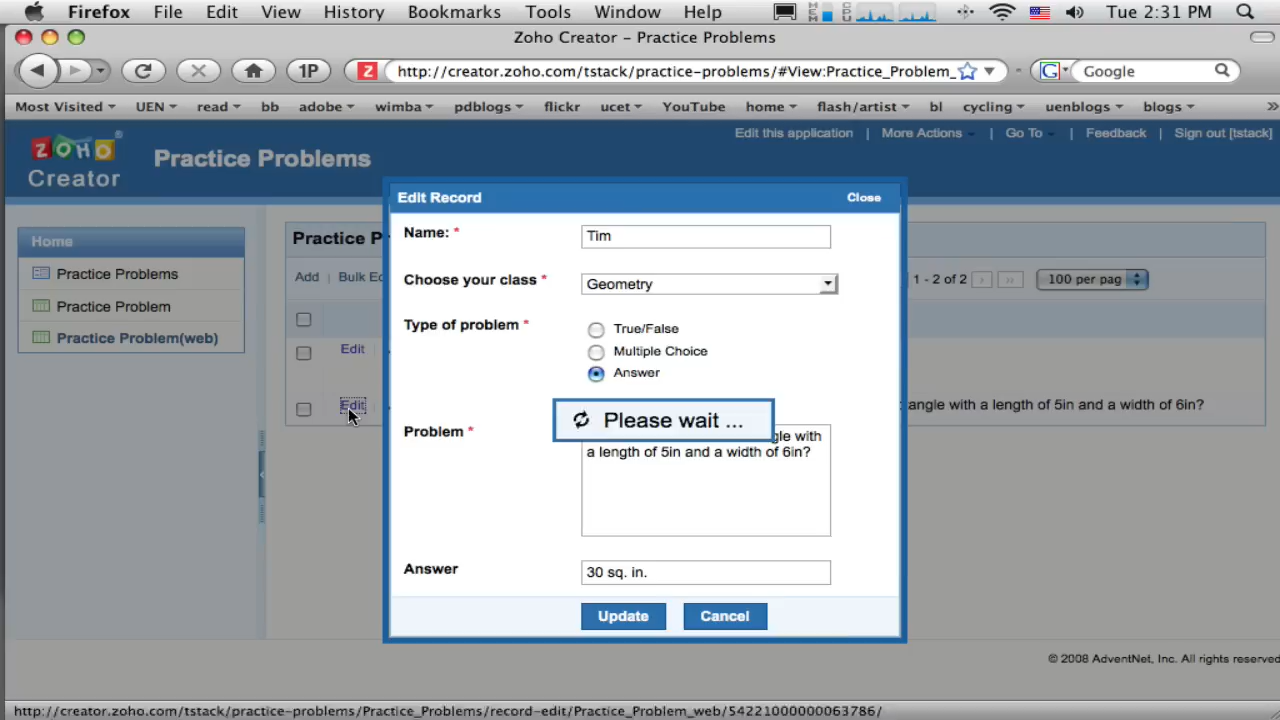 Firefox File Edit View History Bookmarks Tools Window Help Tue 2:31 PM
Zoho Creator - Practice Problems
1P Z http://creator.zoho.com/tstack/practice-problems/#View:Practice_Problem_ G Google
Most Visited UEN read bb adobe wimba pdblogs flickr ucet YouTube home flash/artist bl cycling uenblogs blogs »
Edit this application | More Actions | Go To | Feedback | Sign out [tstack]
ZOHO® Creator
Practice Problems
Home
Practice Problems
Practice Problem
Practice Problem(web)
Practice P
Add | Bulk Ed
1 - 2 of 2 100 per pag
Edit
Edit
angle with a length of 5in and a width of 6in?
Edit Record Close
Name: * Tim
Choose your class * Geometry
Type of problem * True/False
Multiple Choice
Answer
Please wait ...
Problem * gle with
a length of 5in and a width of 6in?
Answer 30 sq. in.
Update Cancel
© 2008 AdventNet, Inc. All rights reserved
http://creator.zoho.com/tstack/practice-problems/Practice_Problems/record-edit/Practice_Problem_web/54221000000063786/